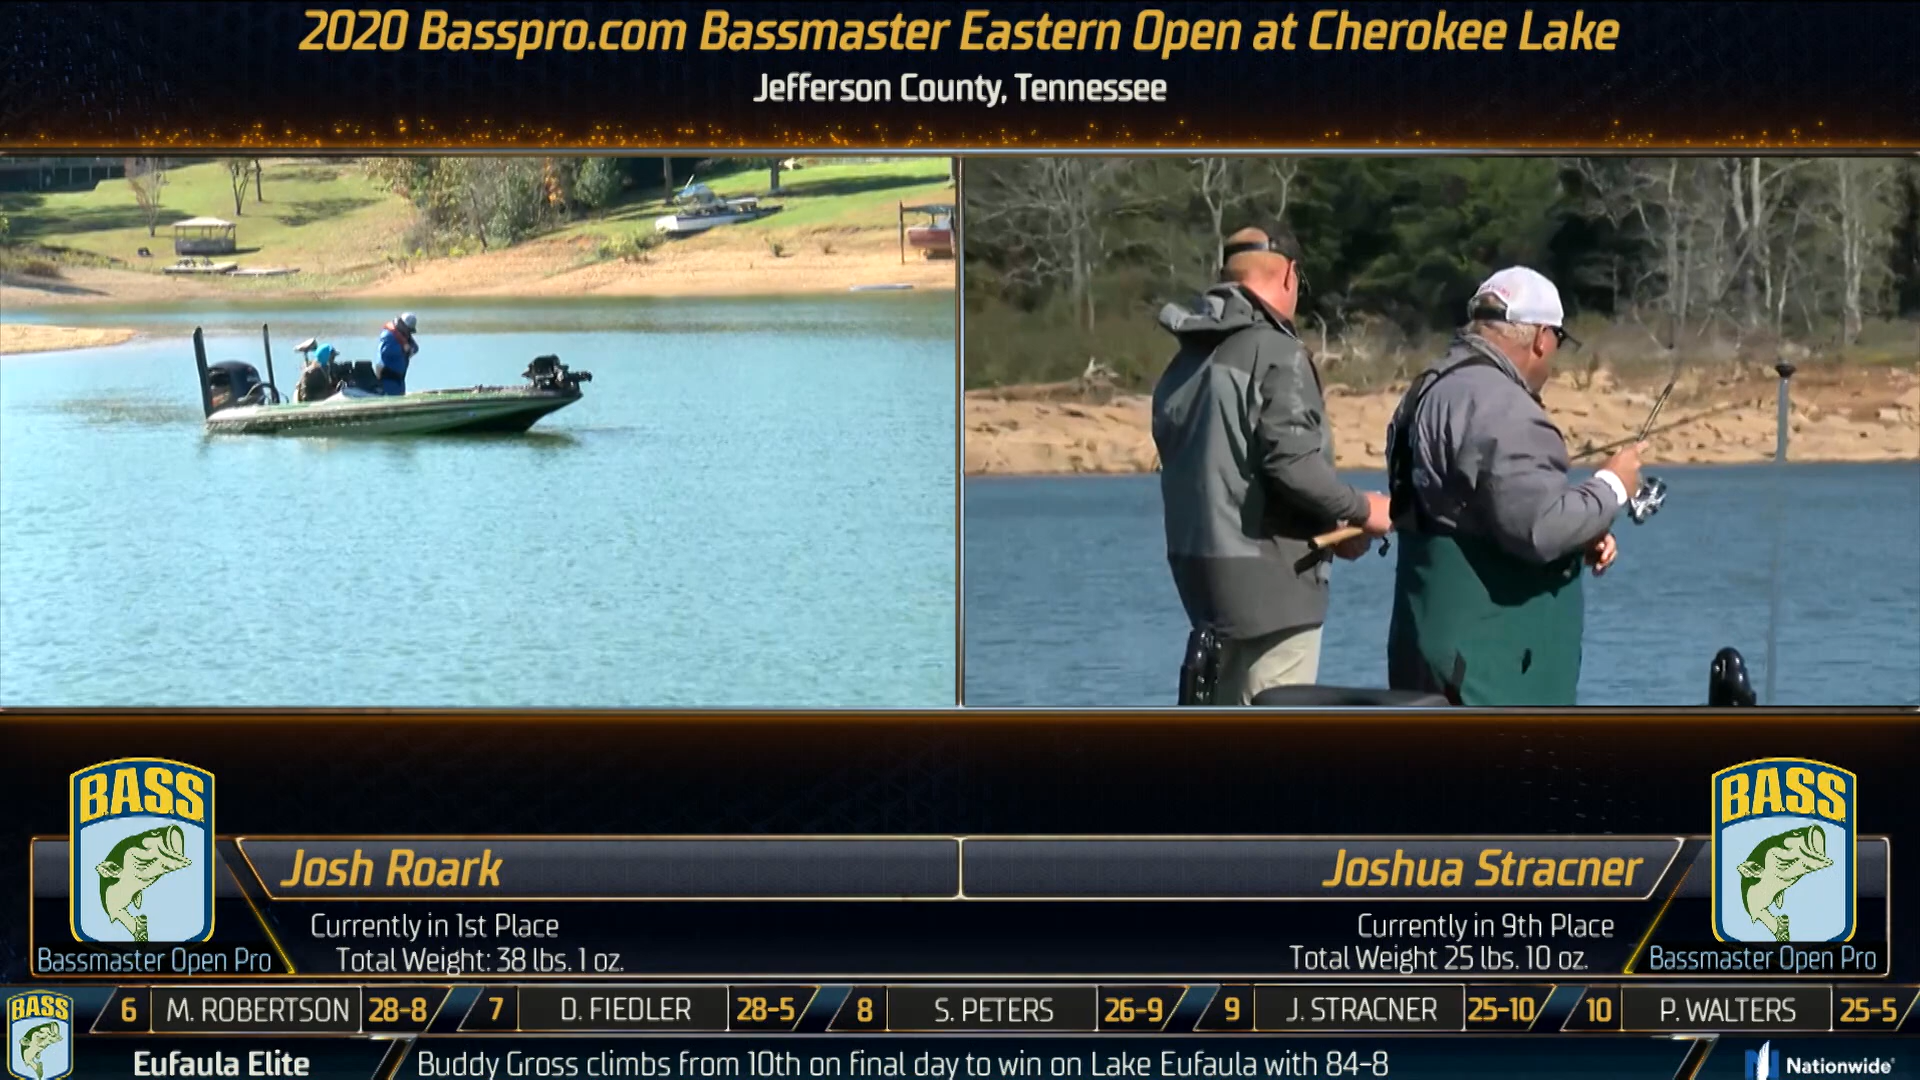 2020 Basspro.com Bassmaster Eastern Open at Cherokee Lake
Jefferson County, Tennessee
BASS
Bassmaster Open Pro
Josh Roark
Currently in 1st Place
Total Weight: 38 lbs. 1 oz.
Joshua Stracner
Currently in 9th Place
Total Weight 25 lbs. 10 oz.
BASS
Bassmaster Open Pro
BASS
6 M. ROBERTSON 28-8 7 D. FIEDLER 28-5 8 S. PETERS 26-9 9 J. STRACNER 25-10 10 P. WALTERS 25-5
Eufaula Elite Buddy Gross climbs from 10th on final day to win on Lake Eufaula with 84-8 Nationwide